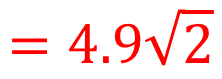 = 4.9√2